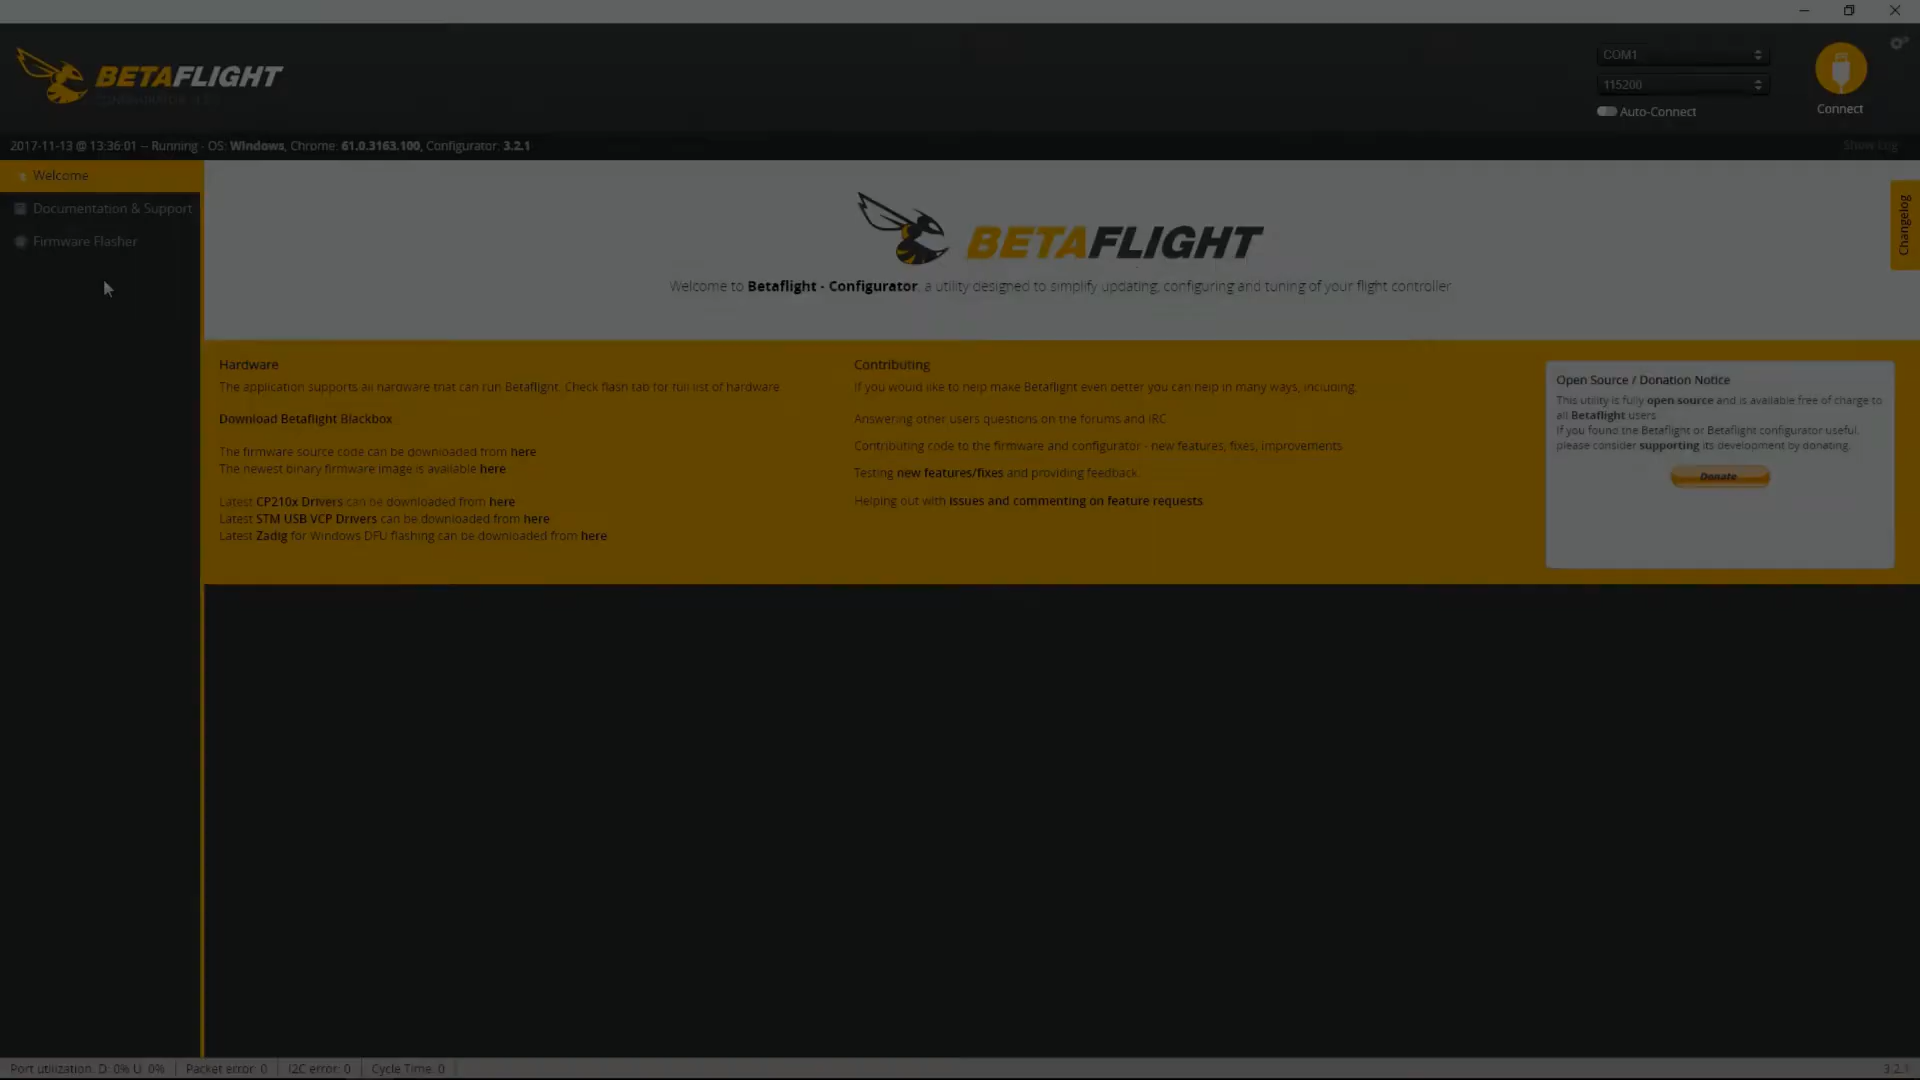 BETAFLIGHT
COM1
115200
Auto-Connect
Connect
2017-11-13 @ 13:36:01 -- Running - OS: Windows, Chrome: 61.0.3163.100, Configurator: 3.2.1
Show Log
Welcome
Documentation & Support
Firmware Flasher
Changelog
BETAFLIGHT
Welcome to Betaflight - Configurator, a utility designed to simplify updating, configuring and tuning of your flight controller
Hardware
The application supports all hardware that can run Betaflight. Check flash tab for full list of hardware.
Download Betaflight Blackbox
The firmware source code can be downloaded from here
The newest binary firmware image is available here
Latest CP210x Drivers can be downloaded from here
Latest STM USB VCP Drivers can be downloaded from here
Latest Zadig for Windows DFU flashing can be downloaded from here
Contributing
If you would like to help make Betaflight even better you can help in many ways, including:
Answering other users questions on the forums and IRC
Contributing code to the firmware and configurator - new features, fixes, improvements
Testing new features/fixes and providing feedback
Helping out with issues and commenting on feature requests
Open Source / Donation Notice
This utility is fully open source and is available free of charge to
all Betaflight users
If you found the Betaflight or Betaflight configurator useful,
please consider supporting its development by donating.
Donate
Port utilization: D: 0% U: 0%
Packet error: 0
I2C error: 0
Cycle Time: 0
3.2.1